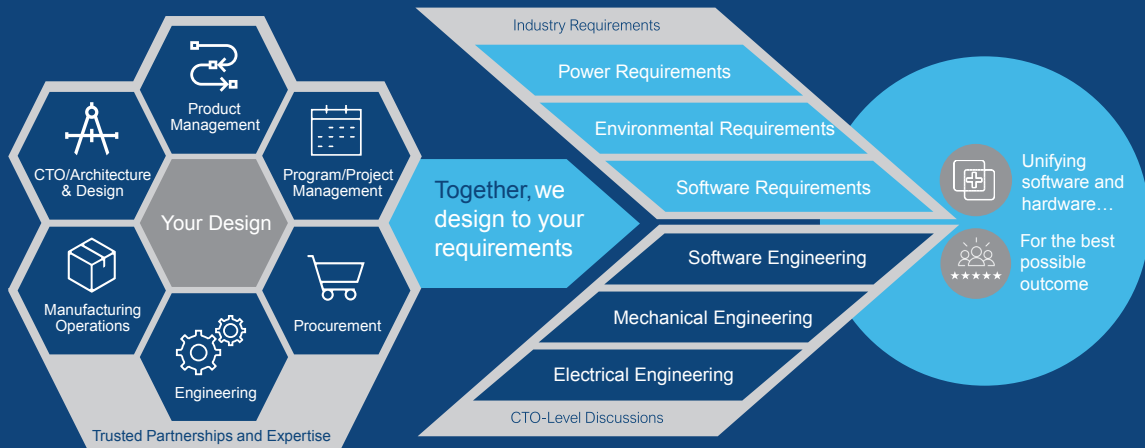 Product
Management
CTO/Architecture
& Design
Program/Project
Management
Your Design
Manufacturing
Operations
Procurement
Engineering
Trusted Partnerships and Expertise
Together, we
design to your
requirements
Industry Requirements
Power Requirements
Environmental Requirements
Software Requirements
Software Engineering
Mechanical Engineering
Electrical Engineering
CTO-Level Discussions
Unifying
software and
hardware…
For the best
possible
outcome